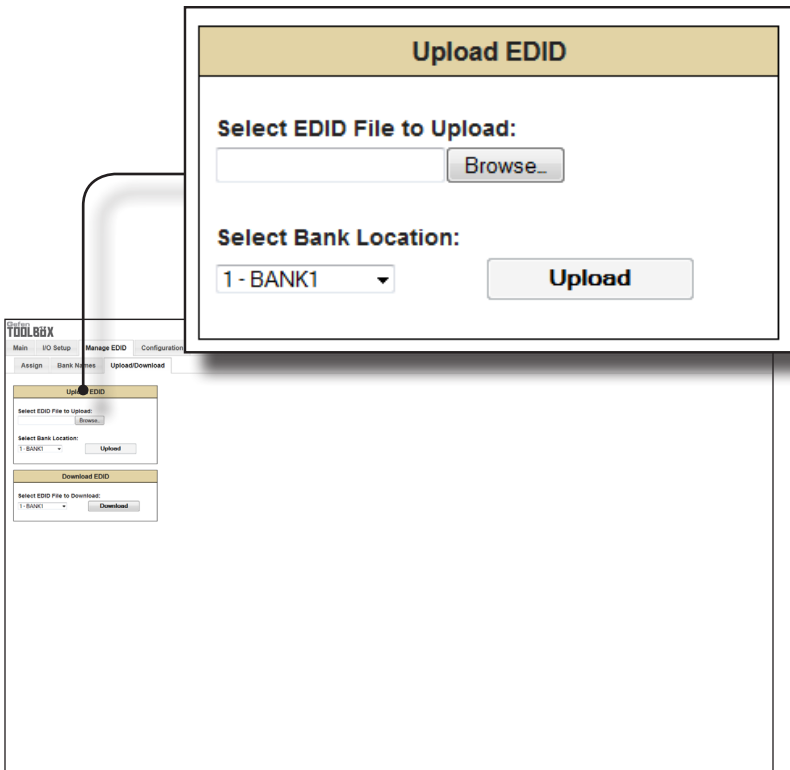 Upload EDID
Select EDID File to Upload:
Browse...
Select Bank Location:
1 - BANK1 Upload
Gefen
TOOLBOX
Main I/O Setup Manage EDID Configuration
Assign Bank Names Upload/Download
Upload EDID
Select EDID File to Upload:
Browse...
Select Bank Location:
1 - BANK1 Upload
Download EDID
Select EDID File to Download:
1 - BANK1 Download